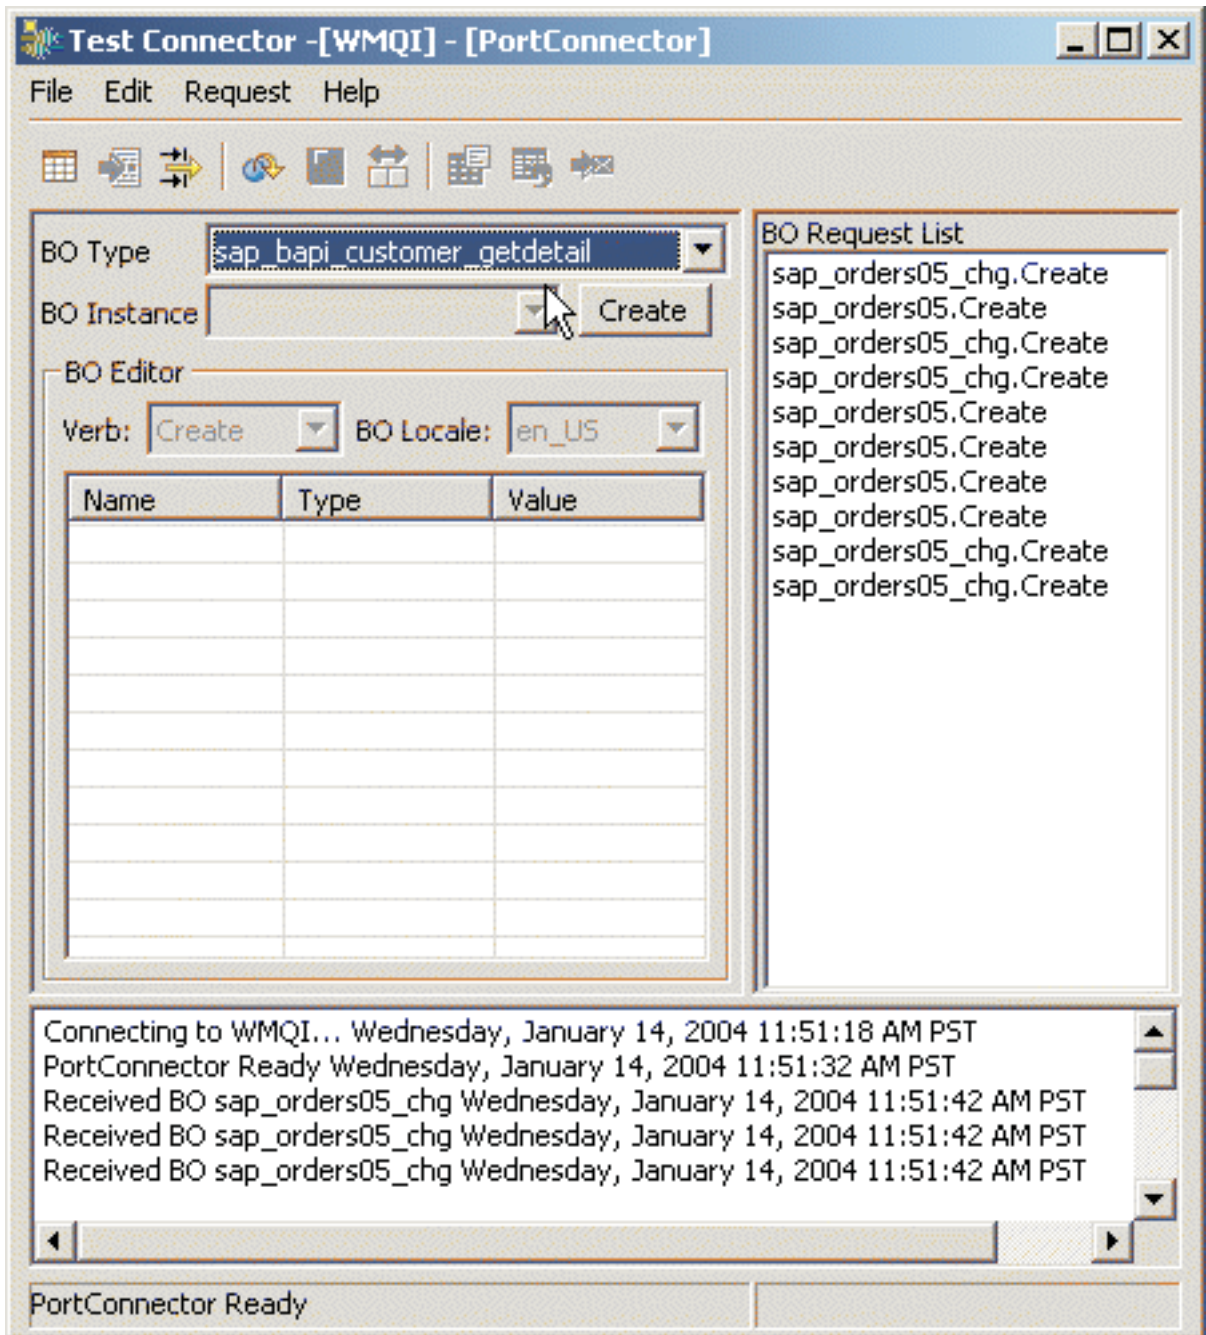 Test Connector -[WMQI] - [PortConnector]
File Edit Request Help
BO Type sap_bapi_customer_getdetail
BO Instance Create
BO Editor
Verb: Create BO Locale: en_US
Name Type Value
BO Request List
sap_orders05_chg.Create
sap_orders05.Create
sap_orders05_chg.Create
sap_orders05_chg.Create
sap_orders05.Create
sap_orders05.Create
sap_orders05.Create
sap_orders05.Create
sap_orders05_chg.Create
sap_orders05_chg.Create
Connecting to WMQI... Wednesday, January 14, 2004 11:51:18 AM PST
PortConnector Ready Wednesday, January 14, 2004 11:51:32 AM PST
Received BO sap_orders05_chg Wednesday, January 14, 2004 11:51:42 AM PST
Received BO sap_orders05_chg Wednesday, January 14, 2004 11:51:42 AM PST
Received BO sap_orders05_chg Wednesday, January 14, 2004 11:51:42 AM PST
PortConnector Ready